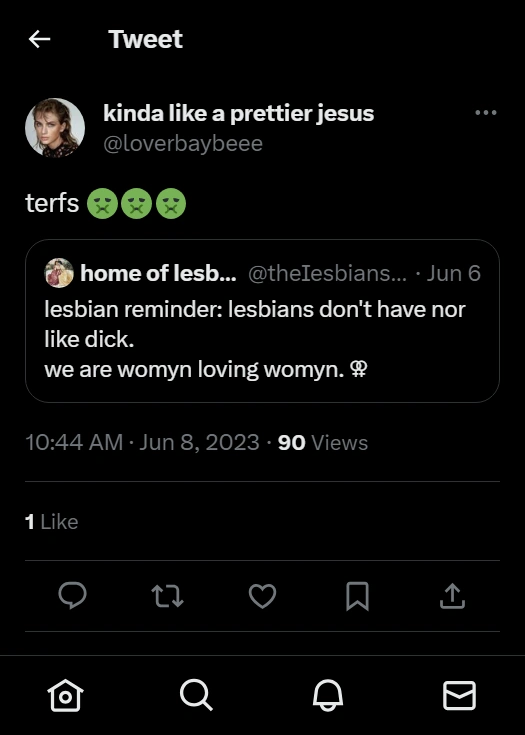 Tweet
kinda like a prettier jesus
@loverbaybeee
terfs 🤢🤢🤢
home of lesb... @theIesbians... · Jun 6
lesbian reminder: lesbians don't have nor
like dick.
we are womyn loving womyn. ⚢
10:44 AM · Jun 8, 2023 · 90 Views
1 Like